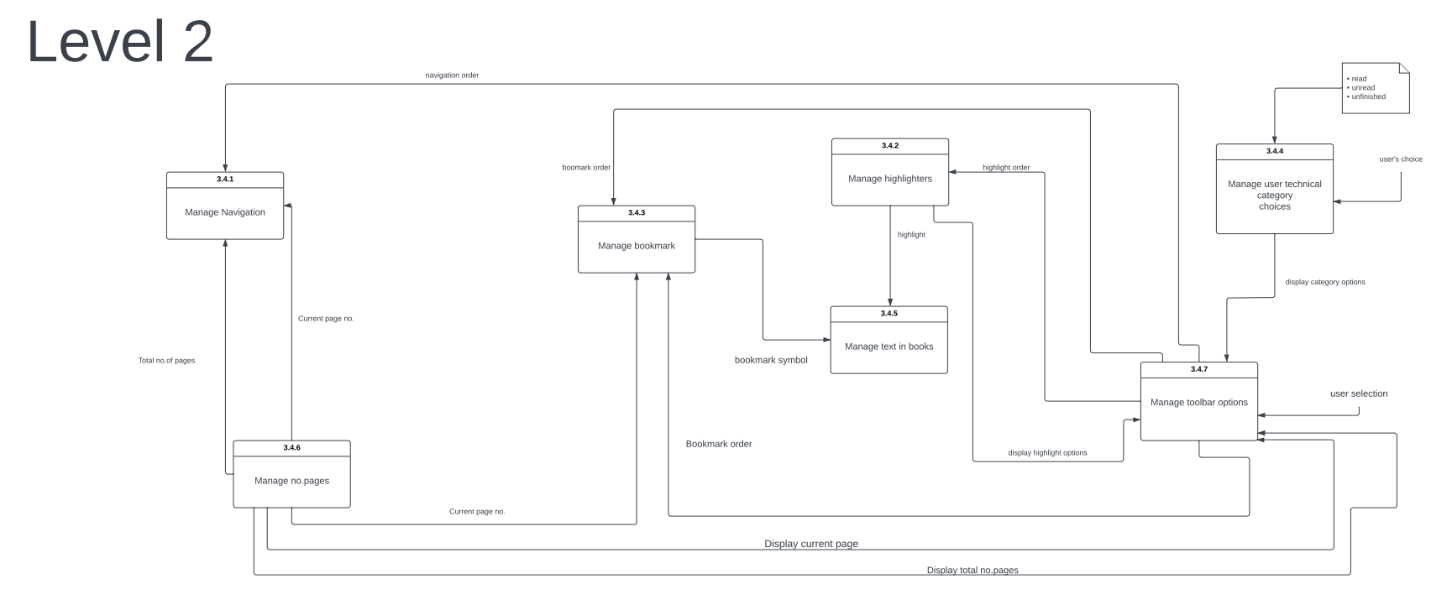 Level 2
navigation order
• read
• unread
• unfinished
boomark order
3.4.2
Manage highlighters
highlight order
3.4.4
Manage user technical
category
choices
user's choice
3.4.1
Manage Navigation
3.4.3
Manage bookmark
highlight
display category options
Current page no.
3.4.5
Manage text in books
Total no.of pages
bookmark symbol
3.4.7
Manage toolbar options
user selection
Bookmark order
display highlight options
3.4.6
Manage no.pages
Current page no.
Display current page
Display total no.pages